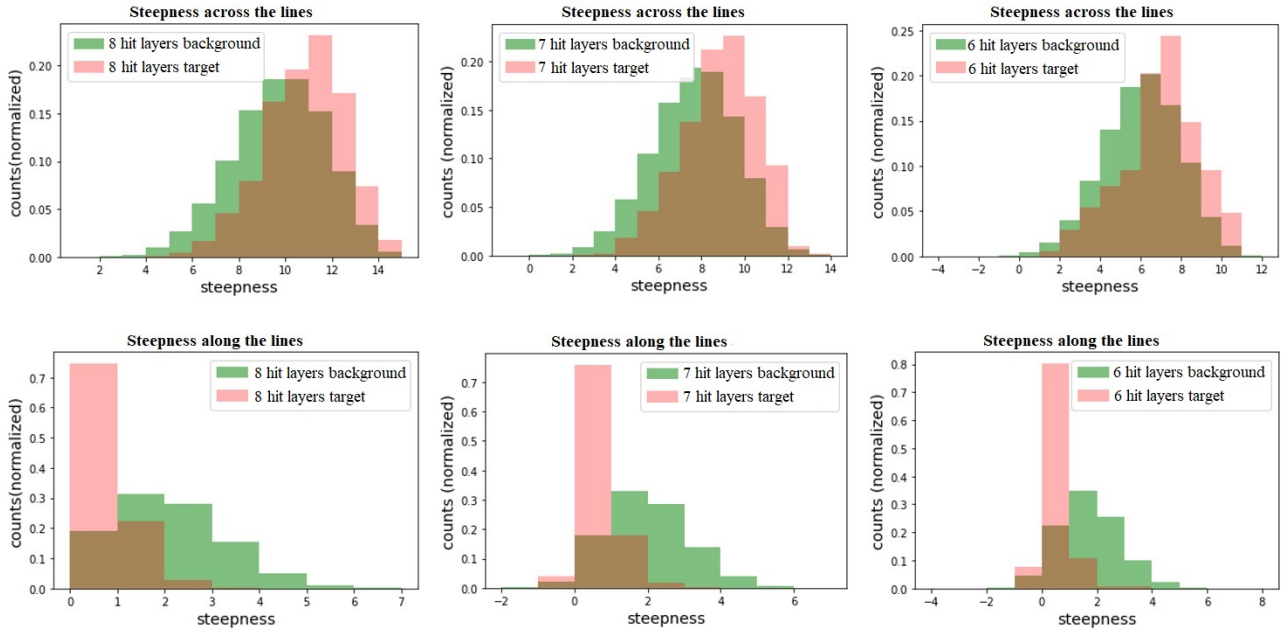 Steepness across the lines
8 hit layers background
8 hit layers target
counts(normalized)
0.20
0.15
0.10
0.05
0.00
2 4 6 8 10 12 14
steepness
Steepness across the lines
7 hit layers background
7 hit layers target
counts (normalized)
0.20
0.15
0.10
0.05
0.00
0 2 4 6 8 10 12 14
steepness
Steepness across the lines
6 hit layers background
6 hit layers target
counts (normalized)
0.25
0.20
0.15
0.10
0.05
0.00
−4 −2 0 2 4 6 8 10 12
steepness
Steepness along the lines
8 hit layers background
8 hit layers target
counts(normalized)
0.7
0.6
0.5
0.4
0.3
0.2
0.1
0.0
0 1 2 3 4 5 6 7
steepness
Steepness along the lines
7 hit layers background
7 hit layers target
counts (normalized)
0.7
0.6
0.5
0.4
0.3
0.2
0.1
0.0
−2 0 2 4 6
steepness
Steepness along the lines
6 hit layers background
6 hit layers target
counts (normalized)
0.8
0.7
0.6
0.5
0.4
0.3
0.2
0.1
0.0
−4 −2 0 2 4 6 8
steepness